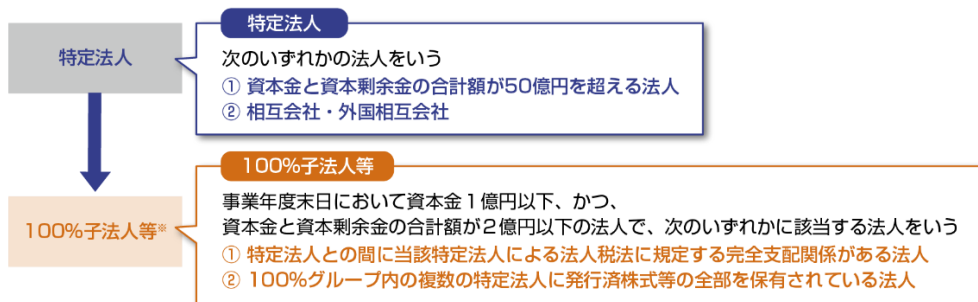 特定法人
特定法人
次のいずれかの法人をいう
① 資本金と資本剰余金の合計額が50億円を超える法人
② 相互会社・外国相互会社
100%子法人等
事業年度末日において資本金1億円以下、かつ、
資本金と資本剰余金の合計額が2億円以下の法人で、次のいずれかに該当する法人をいう
100%子法人等※
① 特定法人との間に当該特定法人による法人税法に規定する完全支配関係がある法人
② 100%グループ内の複数の特定法人に発行済株式等の全部を保有されている法人